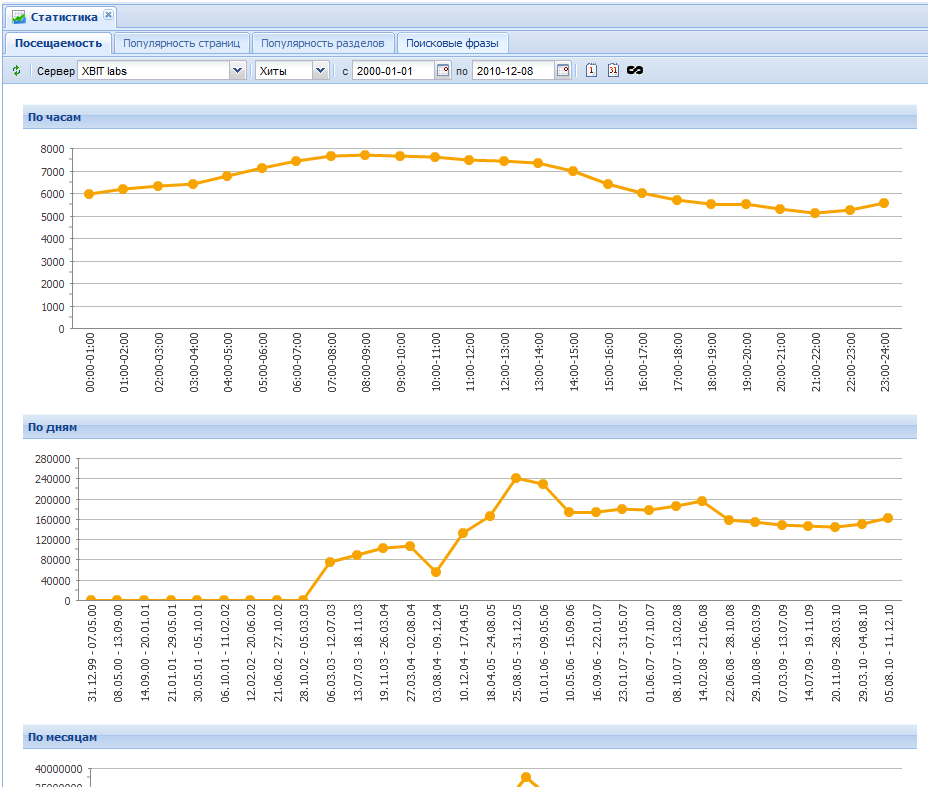 Статистика
Посещаемость Популярность страниц Популярность разделов Поисковые фразы
Сервер XBIT labs Хиты с 2000-01-01 по 2010-12-08 1 31
По часам
8000
7000
6000
5000
4000
3000
2000
1000
0
00:00-01:00 01:00-02:00 02:00-03:00 03:00-04:00 04:00-05:00 05:00-06:00 06:00-07:00 07:00-08:00 08:00-09:00 09:00-10:00 10:00-11:00 11:00-12:00 12:00-13:00 13:00-14:00 14:00-15:00 15:00-16:00 16:00-17:00 17:00-18:00 18:00-19:00 19:00-20:00 20:00-21:00 21:00-22:00 22:00-23:00 23:00-24:00
По дням
280000
240000
200000
160000
120000
80000
40000
0
31.12.99 - 07.05.00 08.05.00 - 13.09.00 14.09.00 - 20.01.01 21.01.01 - 29.05.01 30.05.01 - 05.10.01 06.10.01 - 11.02.02 12.02.02 - 20.06.02 21.06.02 - 27.10.02 28.10.02 - 05.03.03 06.03.03 - 12.07.03 13.07.03 - 18.11.03 19.11.03 - 26.03.04 27.03.04 - 02.08.04 03.08.04 - 09.12.04 10.12.04 - 17.04.05 18.04.05 - 24.08.05 25.08.05 - 31.12.05 01.01.06 - 09.05.06 10.05.06 - 15.09.06 16.09.06 - 22.01.07 23.01.07 - 31.05.07 01.06.07 - 07.10.07 08.10.07 - 13.02.08 14.02.08 - 21.06.08 22.06.08 - 28.10.08 29.10.08 - 06.03.09 07.03.09 - 13.07.09 14.07.09 - 19.11.09 20.11.09 - 28.03.10 29.03.10 - 04.08.10 05.08.10 - 11.12.10
По месяцам
40000000
35000000